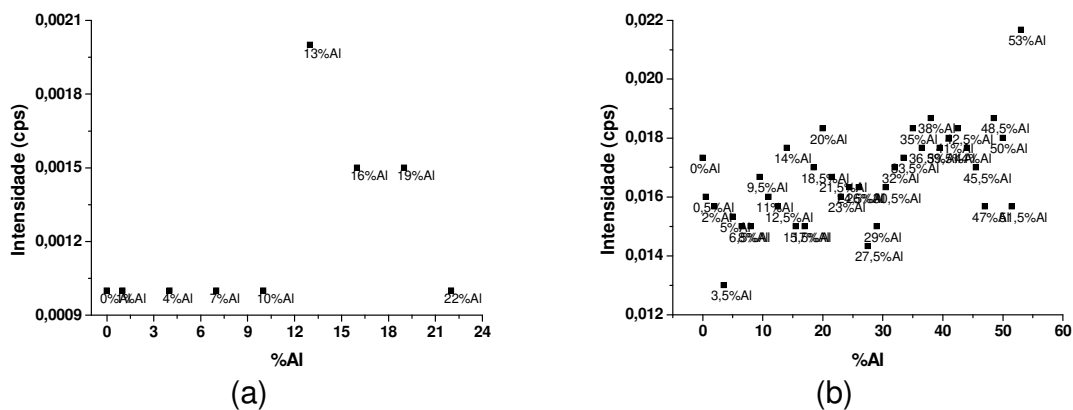 0,0021
0,0018
0,0015
0,0012
0,0009
Intensidade (cps)
13%Al
16%Al
19%Al
0%Al
4%Al
7%Al
10%Al
22%Al
0 3 6 9 12 15 18 21 24
%Al
(a)
0,022
0,020
0,018
0,016
0,014
0,012
Intensidade (cps)
53%Al
20%Al
38%Al
48,5%Al
35%Al
50%Al
14%Al
0%Al
18,5%Al
9,5%Al
32%Al
45,5%Al
21,5%Al
0,5%Al
11%Al
23%Al
2%Al
12,5%Al
47%Al
51,5%Al
5%Al
29%Al
27,5%Al
3,5%Al
0 10 20 30 40 50 60
%Al
(b)